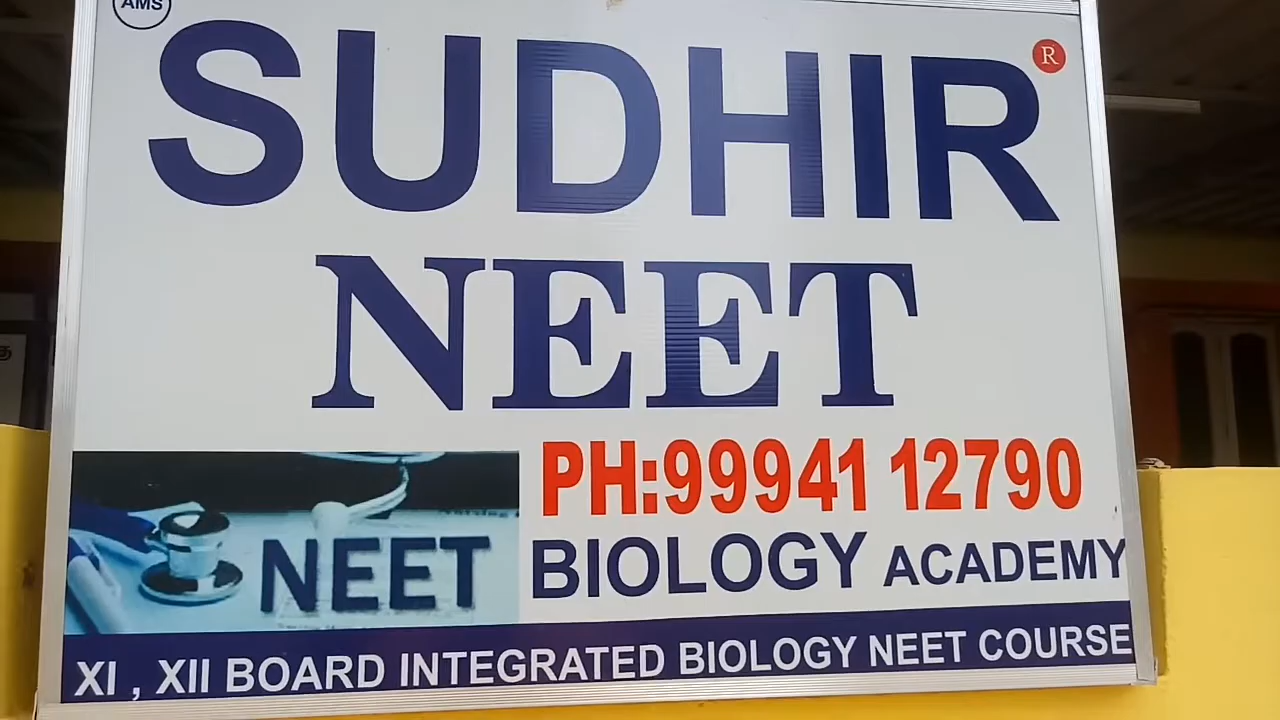 AMS
SUDHIR ®
NEET
PH:99941 12790
NEET
BIOLOGY ACADEMY
XI , XII BOARD INTEGRATED BIOLOGY NEET COURSE